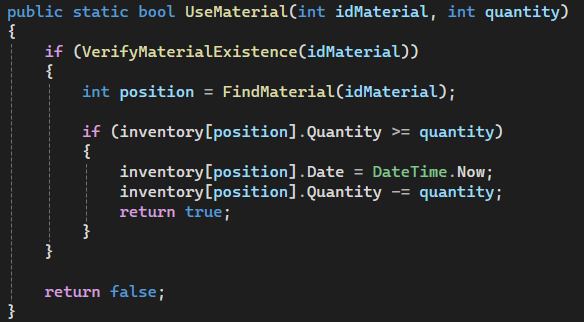 public static bool UseMaterial(int idMaterial, int quantity)
{
    if (VerifyMaterialExistence(idMaterial))
    {
        int position = FindMaterial(idMaterial);

        if (inventory[position].Quantity >= quantity)
        {
            inventory[position].Date = DateTime.Now;
            inventory[position].Quantity -= quantity;
            return true;
        }
    }

    return false;
}